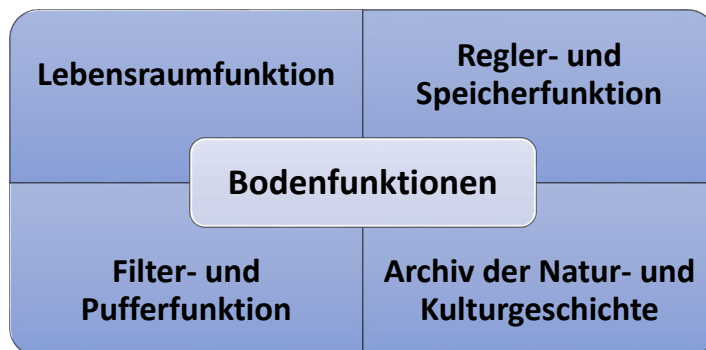 Lebensraumfunktion
Regler- und
Speicherfunktion
Bodenfunktionen
Filter- und
Pufferfunktion
Archiv der Natur- und
Kulturgeschichte